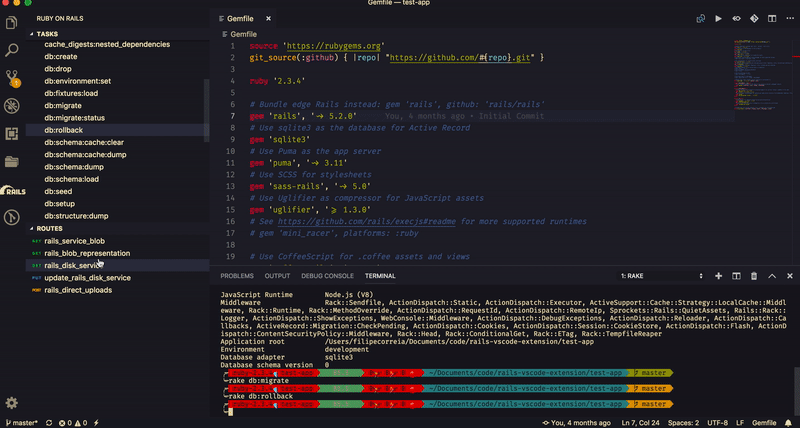 Gemfile — test-app
RUBY ON RAILS
TASKS
cache_digests:nested_dependencies
db:create
db:drop
db:environment:set
db:fixtures:load
db:migrate
db:migrate:status
db:rollback
db:schema:cache:clear
db:schema:cache:dump
db:schema:dump
db:schema:load
db:seed
db:setup
db:structure:dump
RAILS
ROUTES
GET rails_service_blob
GET rails_blob_representation
GET rails_disk_service
PUT update_rails_disk_service
POST rails_direct_uploads
Gemfile ×
Gemfile
1 source 'https://rubygems.org'
2 git_source(:github) { |repo| "https://github.com/#{repo}.git" }
3
4 ruby '2.3.4'
5
6 # Bundle edge Rails instead: gem 'rails', github: 'rails/rails'
7 gem 'rails', '~> 5.2.0' You, 4 months ago • Initial Commit
8 # Use sqlite3 as the database for Active Record
9 gem 'sqlite3'
10 # Use Puma as the app server
11 gem 'puma', '~> 3.11'
12 # Use SCSS for stylesheets
13 gem 'sass-rails', '~> 5.0'
14 # Use Uglifier as compressor for JavaScript assets
15 gem 'uglifier', '>= 1.3.0'
16 # See https://github.com/rails/execjs#readme for more supported runtimes
17 # gem 'mini_racer', platforms: :ruby
18
19 # Use CoffeeScript for .coffee assets and views
PROBLEMS OUTPUT DEBUG CONSOLE TERMINAL 1: RAKE
JavaScript Runtime Node.js (V8)
Middleware Rack::Sendfile, ActionDispatch::Static, ActionDispatch::Executor, ActiveSupport::Cache::Strategy::LocalCache::Middl
eware, Rack::Runtime, Rack::MethodOverride, ActionDispatch::RequestId, ActionDispatch::RemoteIp, Sprockets::Rails::QuietAssets, Rails::Rack::
Logger, ActionDispatch::ShowExceptions, WebConsole::Middleware, ActionDispatch::DebugExceptions, ActionDispatch::Reloader, ActionDispatch::Ca
llbacks, ActiveRecord::Migration::CheckPending, ActionDispatch::Cookies, ActionDispatch::Session::CookieStore, ActionDispatch::Flash, ActionD
ispatch::ContentSecurityPolicy::Middleware, Rack::Head, Rack::ConditionalGet, Rack::ETag, Rack::TempfileReaper
Application root /Users/filipecorreia/Documents/code/rails-vscode-extension/test-app
Environment development
Database adapter sqlite3
Database schema version 0
~/Documents/code/rails-vscode-extension/test-app master
rake db:migrate
~/Documents/code/rails-vscode-extension/test-app master
rake db:rollback
~/Documents/code/rails-vscode-extension/test-app master
master* 0 2 You, 4 months ago Ln 7, Col 24 Spaces: 2 UTF-8 LF Gemfile